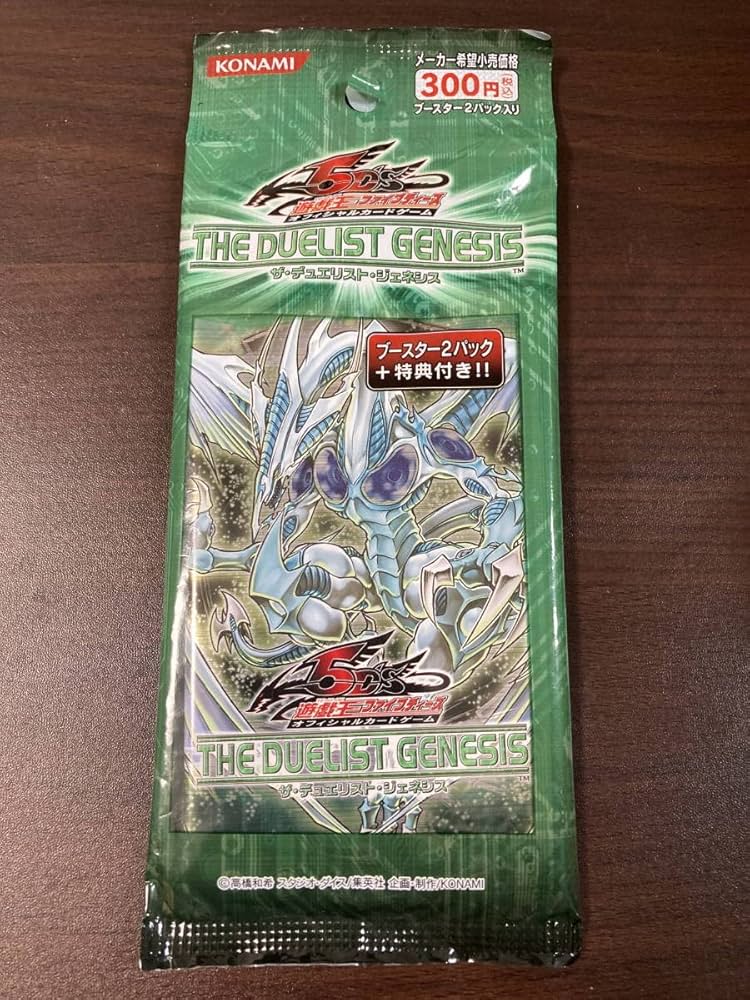 KONAMI
メーカー希望小売価格
300円(税込)
ブースター2パック入り
5D's
遊戯王ファイブディーズ
オフィシャルカードゲーム
THE DUELIST GENESIS™
ザ・デュエリスト・ジェネシス
ブースター2パック
+特典付き!!
5D's
遊戯王ファイブディーズ
オフィシャルカードゲーム
THE DUELIST GENESIS™
ザ・デュエリスト・ジェネシス
©高橋和希 スタジオ・ダイス/集英社 企画・制作/KONAMI